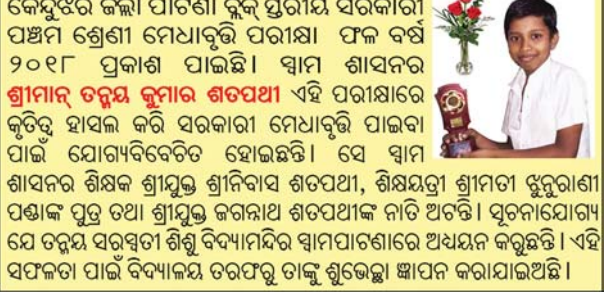 କେନ୍ଦୁଝର ଜିଲ୍ଲା ପାଟଣା ବ୍ଲକ୍ ସ୍ତରୀୟ ସରକାରୀ
ପଞ୍ଚମ ଶ୍ରେଣୀ ମେଧାବୃତ୍ତି ପରୀକ୍ଷା ଫଳ ବର୍ଷ
୨୦୧୮ ପ୍ରକାଶ ପାଇଛି। ସ୍ୱାମ ଶାସନର
ଶ୍ରୀମାନ୍ ତନ୍ମୟ କୁମାର ଶତପଥୀ ଏହି ପରୀକ୍ଷାରେ
କୃତିତ୍ୱ ହାସଲ କରି ସରକାରୀ ମେଧାବୃତ୍ତି ପାଇବା
ପାଇଁ ଯୋଗ୍ୟବିବେଚିତ ହୋଇଛନ୍ତି। ସେ ସ୍ୱାମ
ଶାସନର ଶିକ୍ଷକ ଶ୍ରୀଯୁକ୍ତ ଶ୍ରୀନିବାସ ଶତପଥୀ, ଶିକ୍ଷୟତ୍ରୀ ଶ୍ରୀମତୀ ଝୁନୁରାଣୀ
ପଣ୍ଡାଙ୍କ ପୁତ୍ର ତଥା ଶ୍ରୀଯୁକ୍ତ ଜଗନ୍ନାଥ ଶତପଥୀଙ୍କ ନାତି ଅଟନ୍ତି। ସୂଚନାଯୋଗ୍ୟ
ଯେ ତନ୍ମୟ ସରସ୍ୱତୀ ଶିଶୁ ବିଦ୍ୟାମନ୍ଦିର ସ୍ୱାମପାଟଣାରେ ଅଧ୍ୟୟନ କରୁଛନ୍ତି। ଏହି
ସଫଳତା ପାଇଁ ବିଦ୍ୟାଳୟ ତରଫରୁ ତାଙ୍କୁ ଶୁଭେଚ୍ଛା ଜ୍ଞାପନ କରାଯାଇଅଛି।